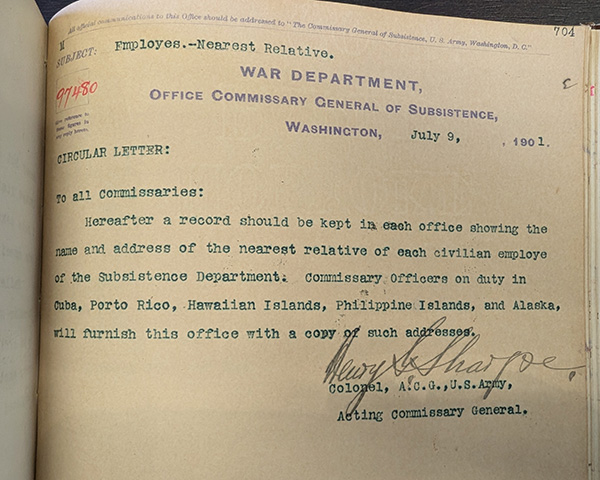 All official communications to this Office should be addressed to "The Commissary General of Subsistence, U. S. Army, Washington, D. C."
704
M
SUBJECT: Employes.-Nearest Relative.
97480
WAR DEPARTMENT,
OFFICE COMMISSARY GENERAL OF SUBSISTENCE,
WASHINGTON, July 9, , 1901.
CIRCULAR LETTER:
To all Commissaries:
Hereafter a record should be kept in each office showing the
name and address of the nearest relative of each civilian employe
of the Subsistence Department. Commissary Officers on duty in
Cuba, Porto Rico, Hawaiian Islands, Philippine Islands, and Alaska,
will furnish this office with a copy of such addresses.
Henry G. Sharpe.
Colonel, A.C.G., U.S.Army,
Acting Commissary General.